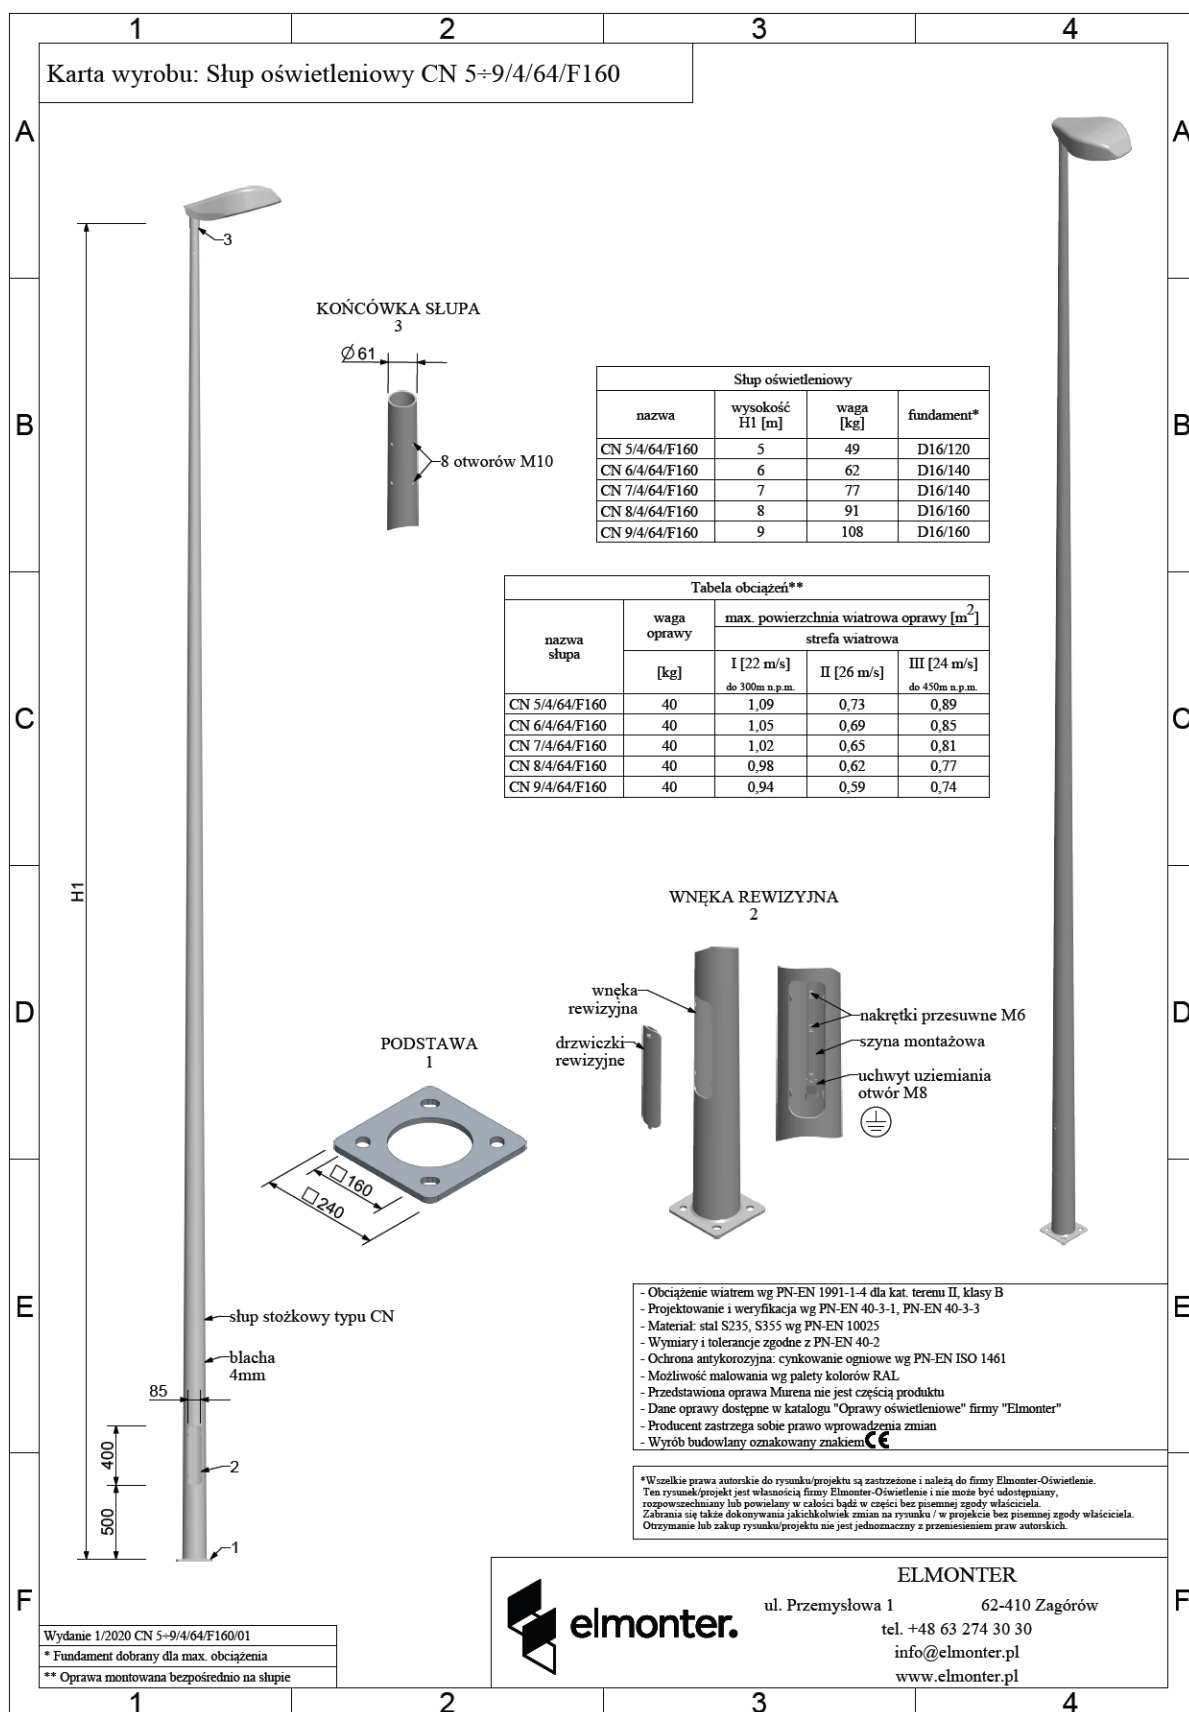 1 2 3 4
Karta wyrobu: Słup oświetleniowy CN 5÷9/4/64/F160
A A
3
KOŃCÓWKA SŁUPA
3
Ø 61
8 otworów M10
B B
Słup oświetleniowy
nazwa wysokość H1 [m] waga [kg] fundament*
CN 5/4/64/F160 5 49 D16/120
CN 6/4/64/F160 6 62 D16/140
CN 7/4/64/F160 7 77 D16/140
CN 8/4/64/F160 8 91 D16/160
CN 9/4/64/F160 9 108 D16/160
Tabela obciążeń**
nazwa słupa waga oprawy max. powierzchnia wiatrowa oprawy [m²]
strefa wiatrowa
[kg] I [22 m/s] II [26 m/s] III [24 m/s]
do 300m n.p.m. do 450m n.p.m.
CN 5/4/64/F160 40 1,09 0,73 0,89
CN 6/4/64/F160 40 1,05 0,69 0,85
CN 7/4/64/F160 40 1,02 0,65 0,81
CN 8/4/64/F160 40 0,98 0,62 0,77
CN 9/4/64/F160 40 0,94 0,59 0,74
C C
H1
WNĘKA REWIZYJNA
2
wnęka
rewizyjna
drzwiczki
rewizyjne
nakrętki przesuwne M6
szyna montażowa
uchwyt uziemiania
otwór M8
D D
PODSTAWA
1
□160
□240
E E
słup stożkowy typu CN
blacha
4mm
85
400
2
500
1
- Obciążenie wiatrem wg PN-EN 1991-1-4 dla kat. terenu II, klasy B
- Projektowanie i weryfikacja wg PN-EN 40-3-1, PN-EN 40-3-3
- Materiał: stal S235, S355 wg PN-EN 10025
- Wymiary i tolerancje zgodne z PN-EN 40-2
- Ochrona antykorozyjna: cynkowanie ogniowe wg PN-EN ISO 1461
- Możliwość malowania wg palety kolorów RAL
- Przedstawiona oprawa Murena nie jest częścią produktu
- Dane oprawy dostępne w katalogu "Oprawy oświetleniowe" firmy "Elmonter"
- Producent zastrzega sobie prawo wprowadzenia zmian
- Wyrób budowlany oznakowany znakiem CE
*Wszelkie prawa autorskie do rysunku/projektu są zastrzeżone i należą do firmy Elmonter-Oświetlenie.
Ten rysunek/projekt jest własnością firmy Elmonter-Oświetlenie i nie może być udostępniany,
rozpowszechniany lub powielany w całości bądź w części bez pisemnej zgody właściciela.
Zabrania się także dokonywania jakichkolwiek zmian na rysunku / w projekcie bez pisemnej zgody właściciela.
Otrzymanie lub zakup rysunku/projektu nie jest jednoznaczny z przeniesieniem praw autorskich.
F F
elmonter.
ELMONTER
ul. Przemysłowa 1 62-410 Zagórów
tel. +48 63 274 30 30
info@elmonter.pl
www.elmonter.pl
Wydanie 1/2020 CN 5÷9/4/64/F160/01
* Fundament dobrany dla max. obciążenia
** Oprawa montowana bezpośrednio na słupie
1 2 3 4